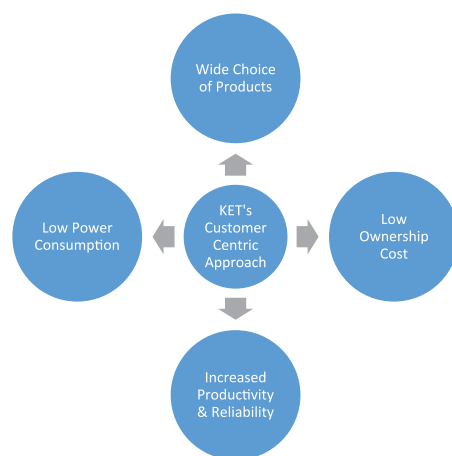 Wide Choice
of Products
Low Power
Consumption
KET's
Customer
Centric
Approach
Low
Ownership
Cost
Increased
Productivity
& Reliability